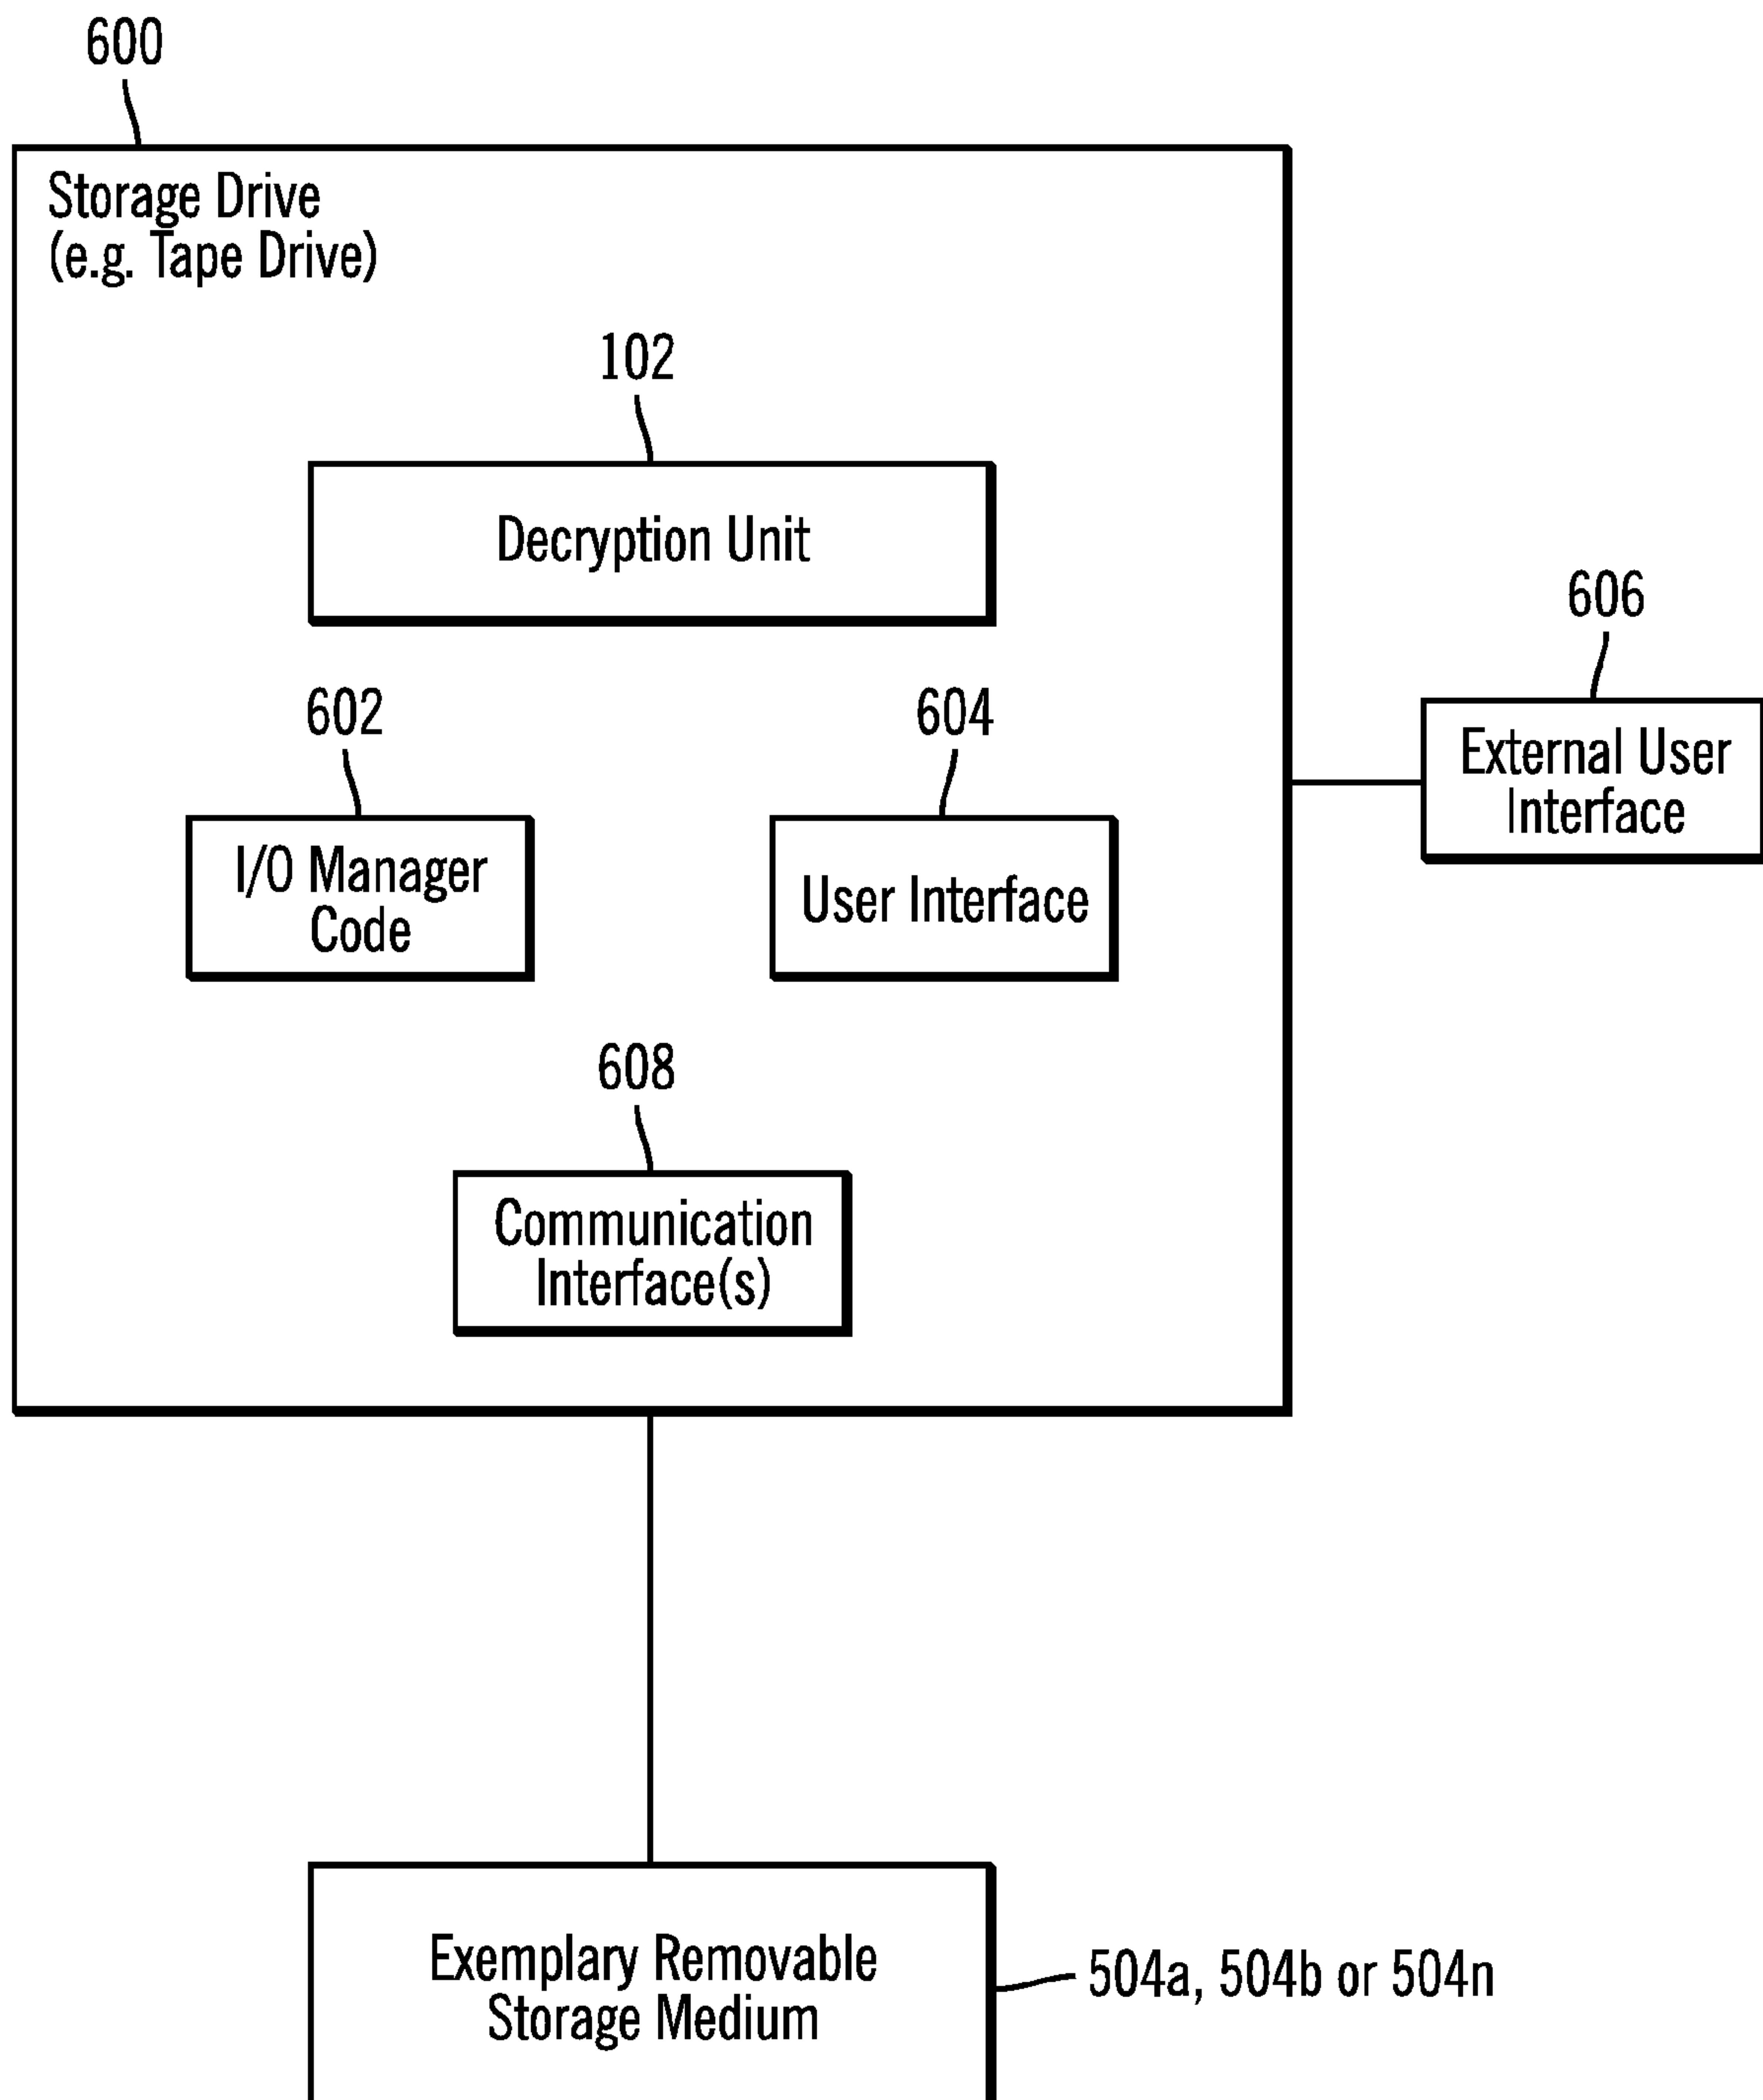 600
Storage Drive
(e.g. Tape Drive)
102
Decryption Unit
606
External User
Interface
602
I/O Manager
Code
604
User Interface
608
Communication
Interface(s)
Exemplary Removable
Storage Medium
504a, 504b or 504n